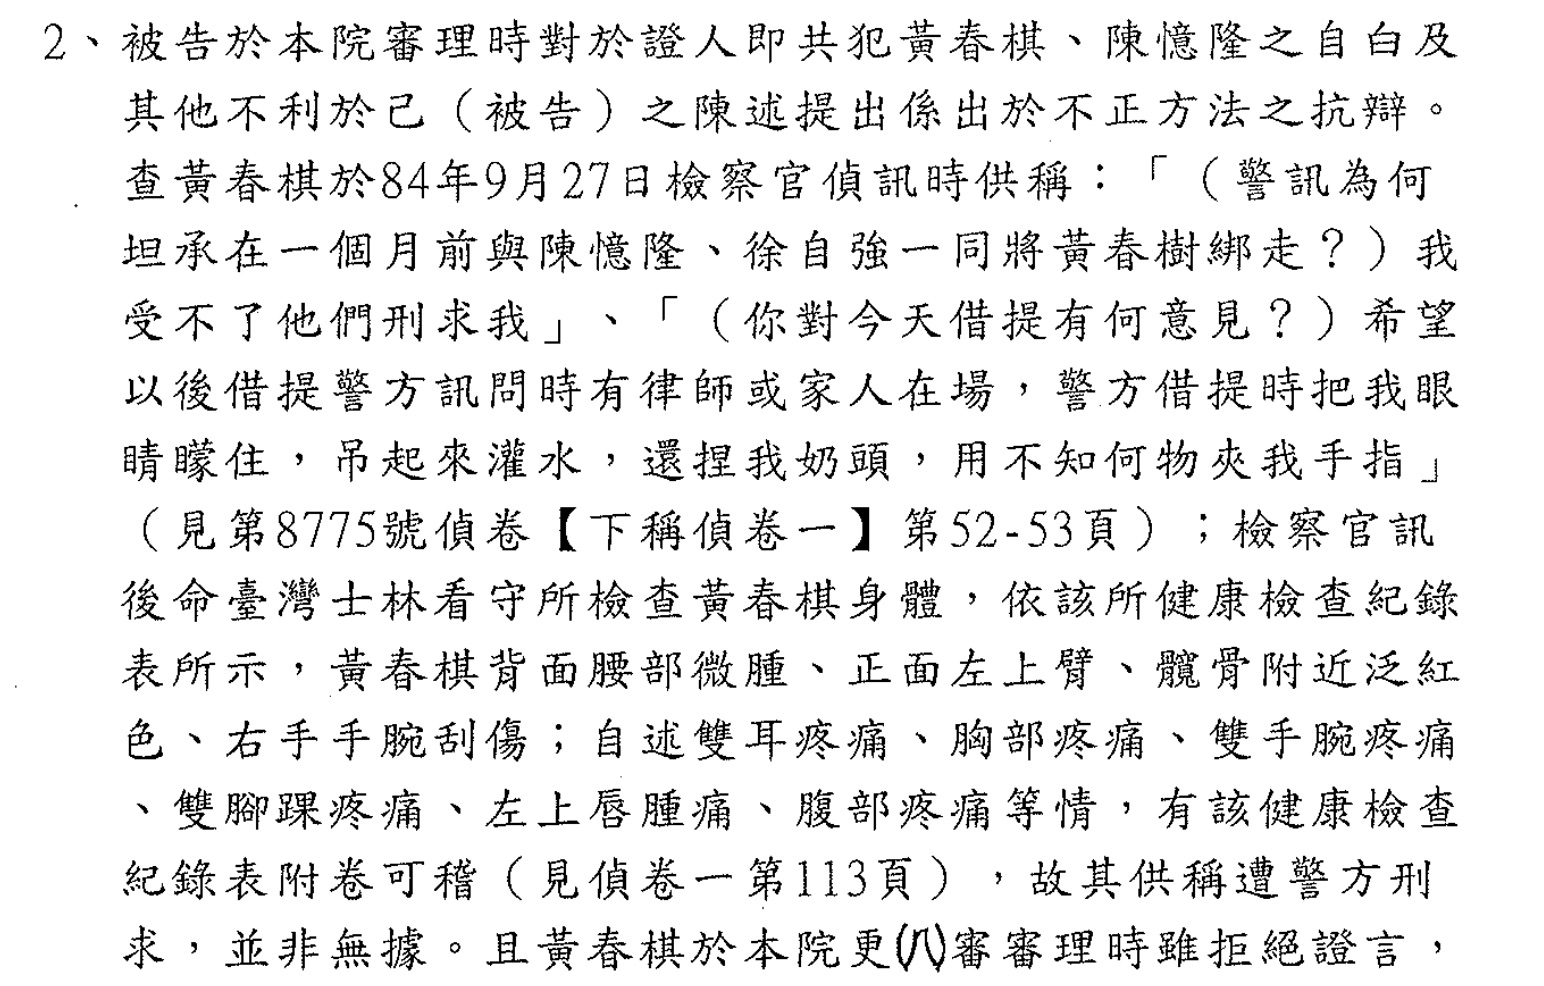 2、被告於本院審理時對於證人即共犯黃春棋、陳憶隆之自白及
其他不利於己（被告）之陳述提出係出於不正方法之抗辯。
查黃春棋於84年9月27日檢察官偵訊時供稱：「（警訊為何
坦承在一個月前與陳憶隆、徐自強一同將黃春樹綁走？）我
受不了他們刑求我」、「（你對今天借提有何意見？）希望
以後借提警方訊問時有律師或家人在場，警方借提時把我眼
睛矇住，吊起來灌水，還捏我奶頭，用不知何物夾我手指」
（見第8775號偵卷【下稱偵卷一】第52-53頁）；檢察官訊
後命臺灣士林看守所檢查黃春棋身體，依該所健康檢查紀錄
表所示，黃春棋背面腰部微腫、正面左上臂、髖骨附近泛紅
色、右手手腕刮傷；自述雙耳疼痛、胸部疼痛、雙手腕疼痛
、雙腳踝疼痛、左上唇腫痛、腹部疼痛等情，有該健康檢查
紀錄表附卷可稽（見偵卷一第113頁），故其供稱遭警方刑
求，並非無據。且黃春棋於本院更(八)審審理時雖拒絕證言，